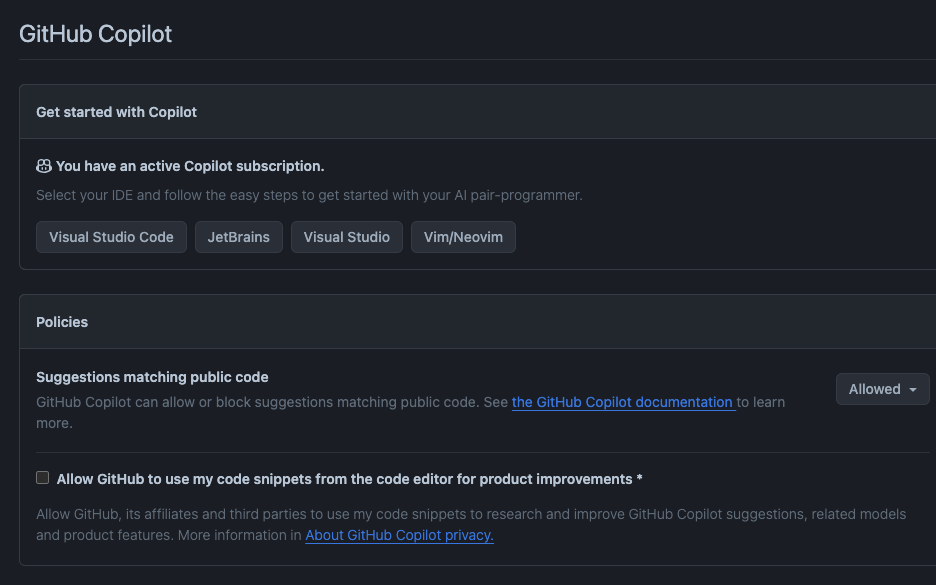 GitHub Copilot
Get started with Copilot
You have an active Copilot subscription.
Select your IDE and follow the easy steps to get started with your AI pair-programmer.
Visual Studio Code JetBrains Visual Studio Vim/Neovim
Policies
Suggestions matching public code
Allowed
GitHub Copilot can allow or block suggestions matching public code. See the GitHub Copilot documentation to learn
more.
Allow GitHub to use my code snippets from the code editor for product improvements *
Allow GitHub, its affiliates and third parties to use my code snippets to research and improve GitHub Copilot suggestions, related models
and product features. More information in About GitHub Copilot privacy.